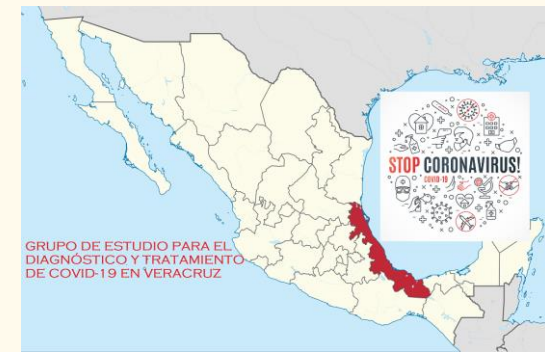 STOP CORONAVIRUS!
COVID-19
GRUPO DE ESTUDIO PARA EL
DIAGNÓSTICO Y TRATAMIENTO
DE COVID-19 EN VERACRUZ